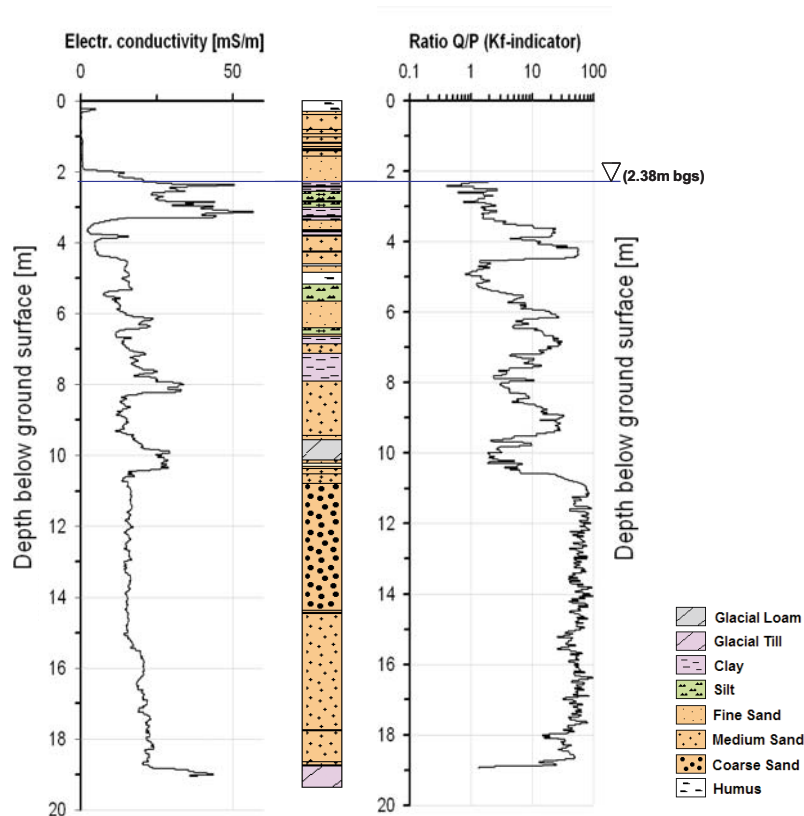 Electr. conductivity [mS/m]
0 50
Ratio Q/P (Kf-indicator)
0.1 1 10 100
0
2
4
6
8
10
12
14
16
18
20
Depth below ground surface [m]
0
2
4
6
8
10
12
14
16
18
20
(2.38m bgs)
Depth below ground surface [m]
Glacial Loam
Glacial Till
Clay
Silt
Fine Sand
Medium Sand
Coarse Sand
Humus